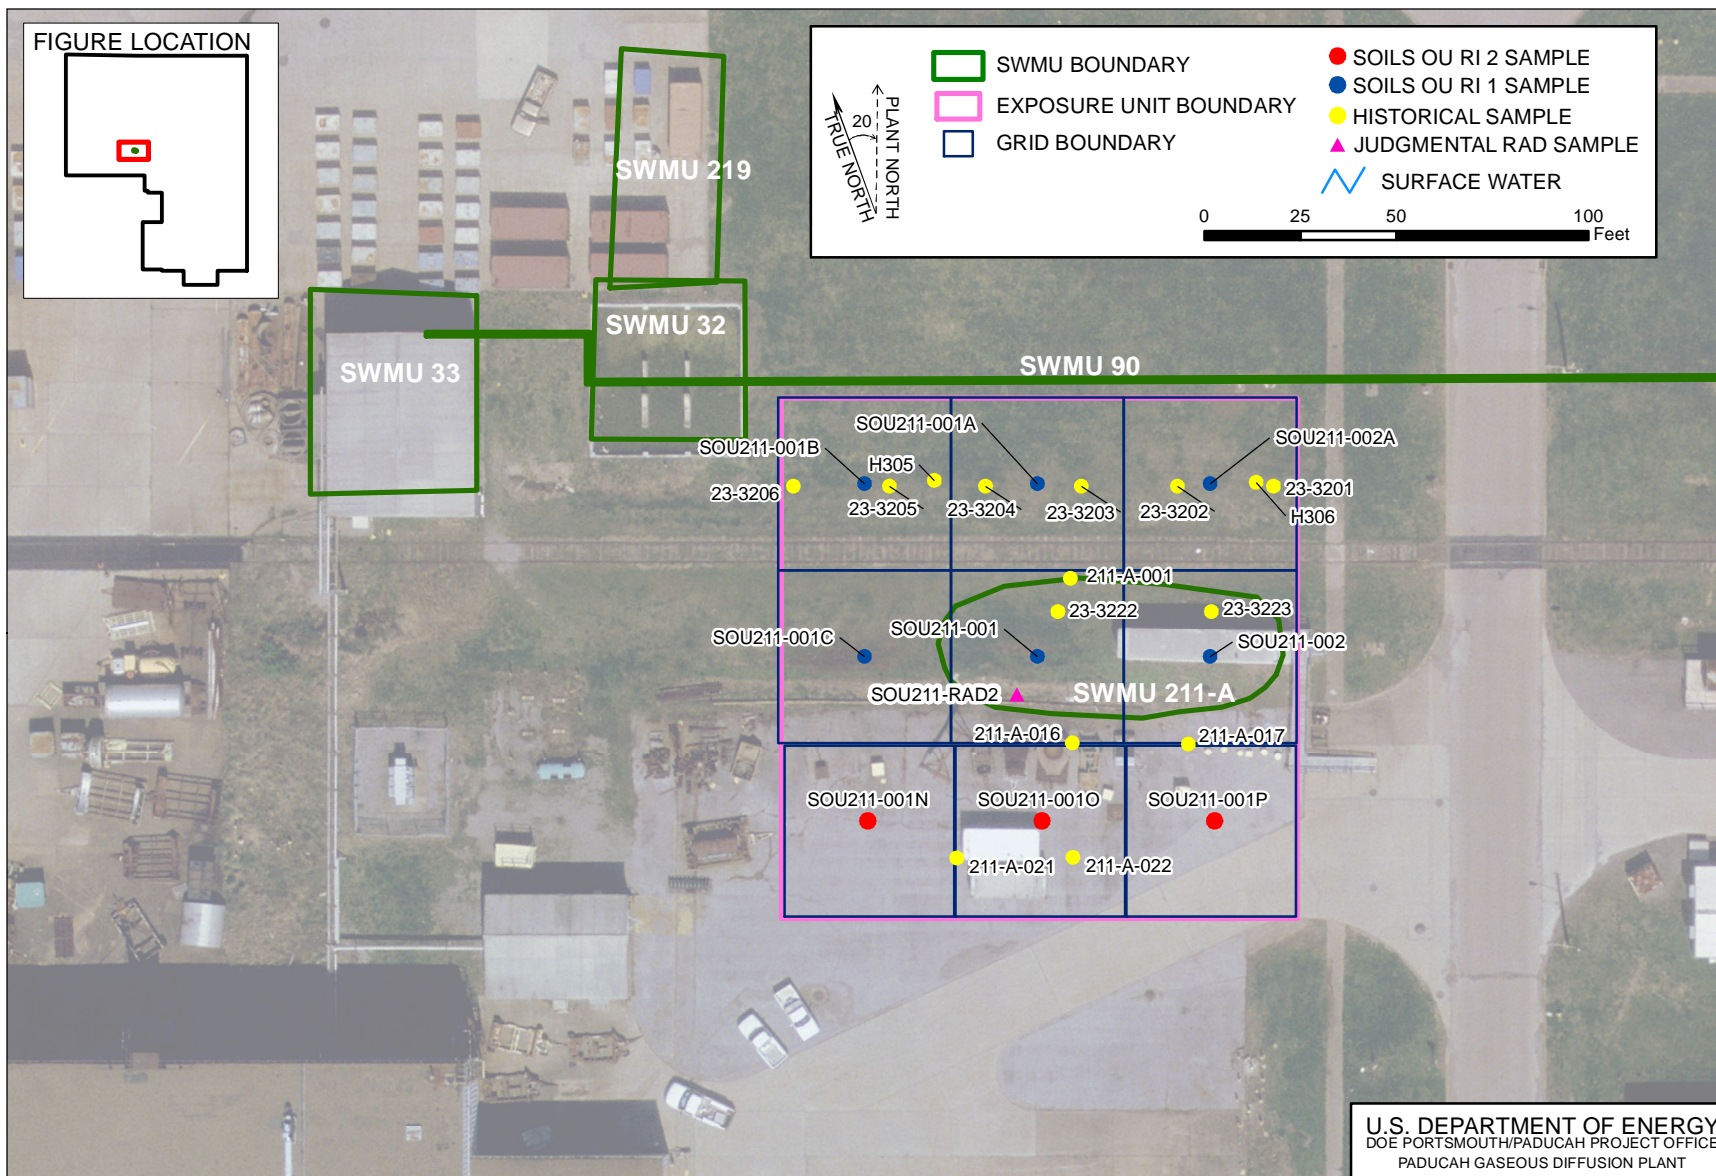 FIGURE LOCATION
SWMU BOUNDARY
EXPOSURE UNIT BOUNDARY
GRID BOUNDARY
SOILS OU RI 2 SAMPLE
SOILS OU RI 1 SAMPLE
HISTORICAL SAMPLE
JUDGMENTAL RAD SAMPLE
SURFACE WATER
20
TRUE NORTH
PLANT NORTH
0 25 50 100
Feet
SWMU 219
SWMU 32
SWMU 33
SWMU 90
SOU211-001A
SOU211-002A
SOU211-001B
H305
23-3206
23-3205
23-3204
23-3203
23-3202
23-3201
H306
211-A-001
23-3222
23-3223
SOU211-001C
SOU211-001
SOU211-002
SOU211-RAD2
SWMU 211-A
211-A-016
211-A-017
SOU211-001N
SOU211-001O
SOU211-001P
211-A-021
211-A-022
U.S. DEPARTMENT OF ENERGY
DOE PORTSMOUTH/PADUCAH PROJECT OFFICE
PADUCAH GASEOUS DIFFUSION PLANT